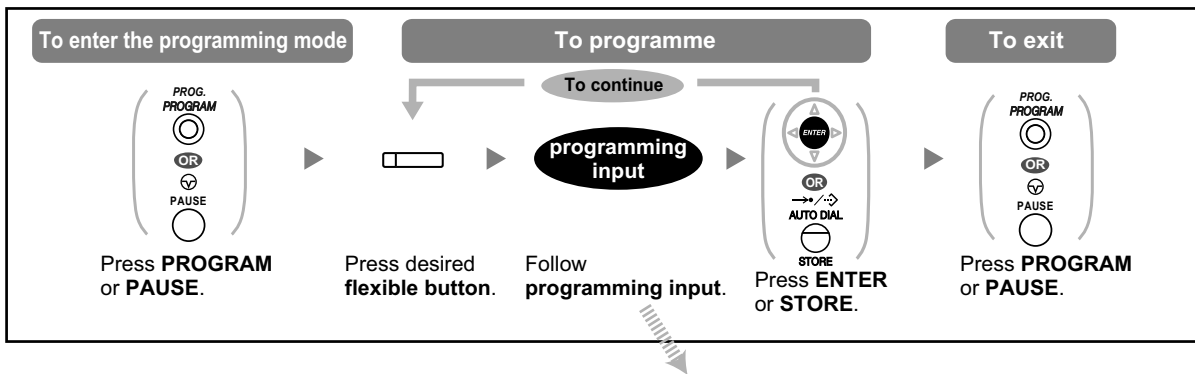 To enter the programming mode
To programme
To exit
To continue
PROG.
PROGRAM
OR
PAUSE
programming
input
ENTER
OR
AUTO DIAL
STORE
PROG.
PROGRAM
OR
PAUSE
Press PROGRAM
or PAUSE.
Press desired
flexible button.
Follow
programming input.
Press ENTER
or STORE.
Press PROGRAM
or PAUSE.